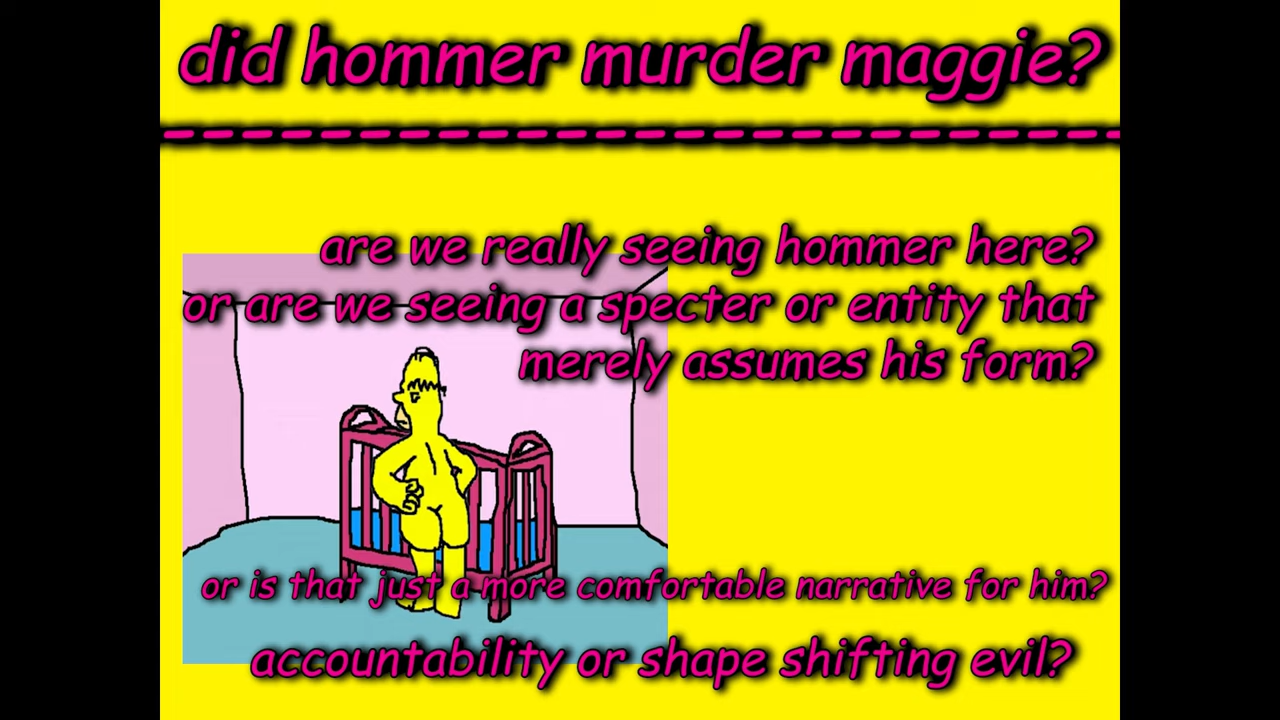 did hommer murder maggie?
are we really seeing hommer here?
or are we seeing a specter or entity that
merely assumes his form?
or is that just a more comfortable narrative for him?
accountability or shape shifting evil?